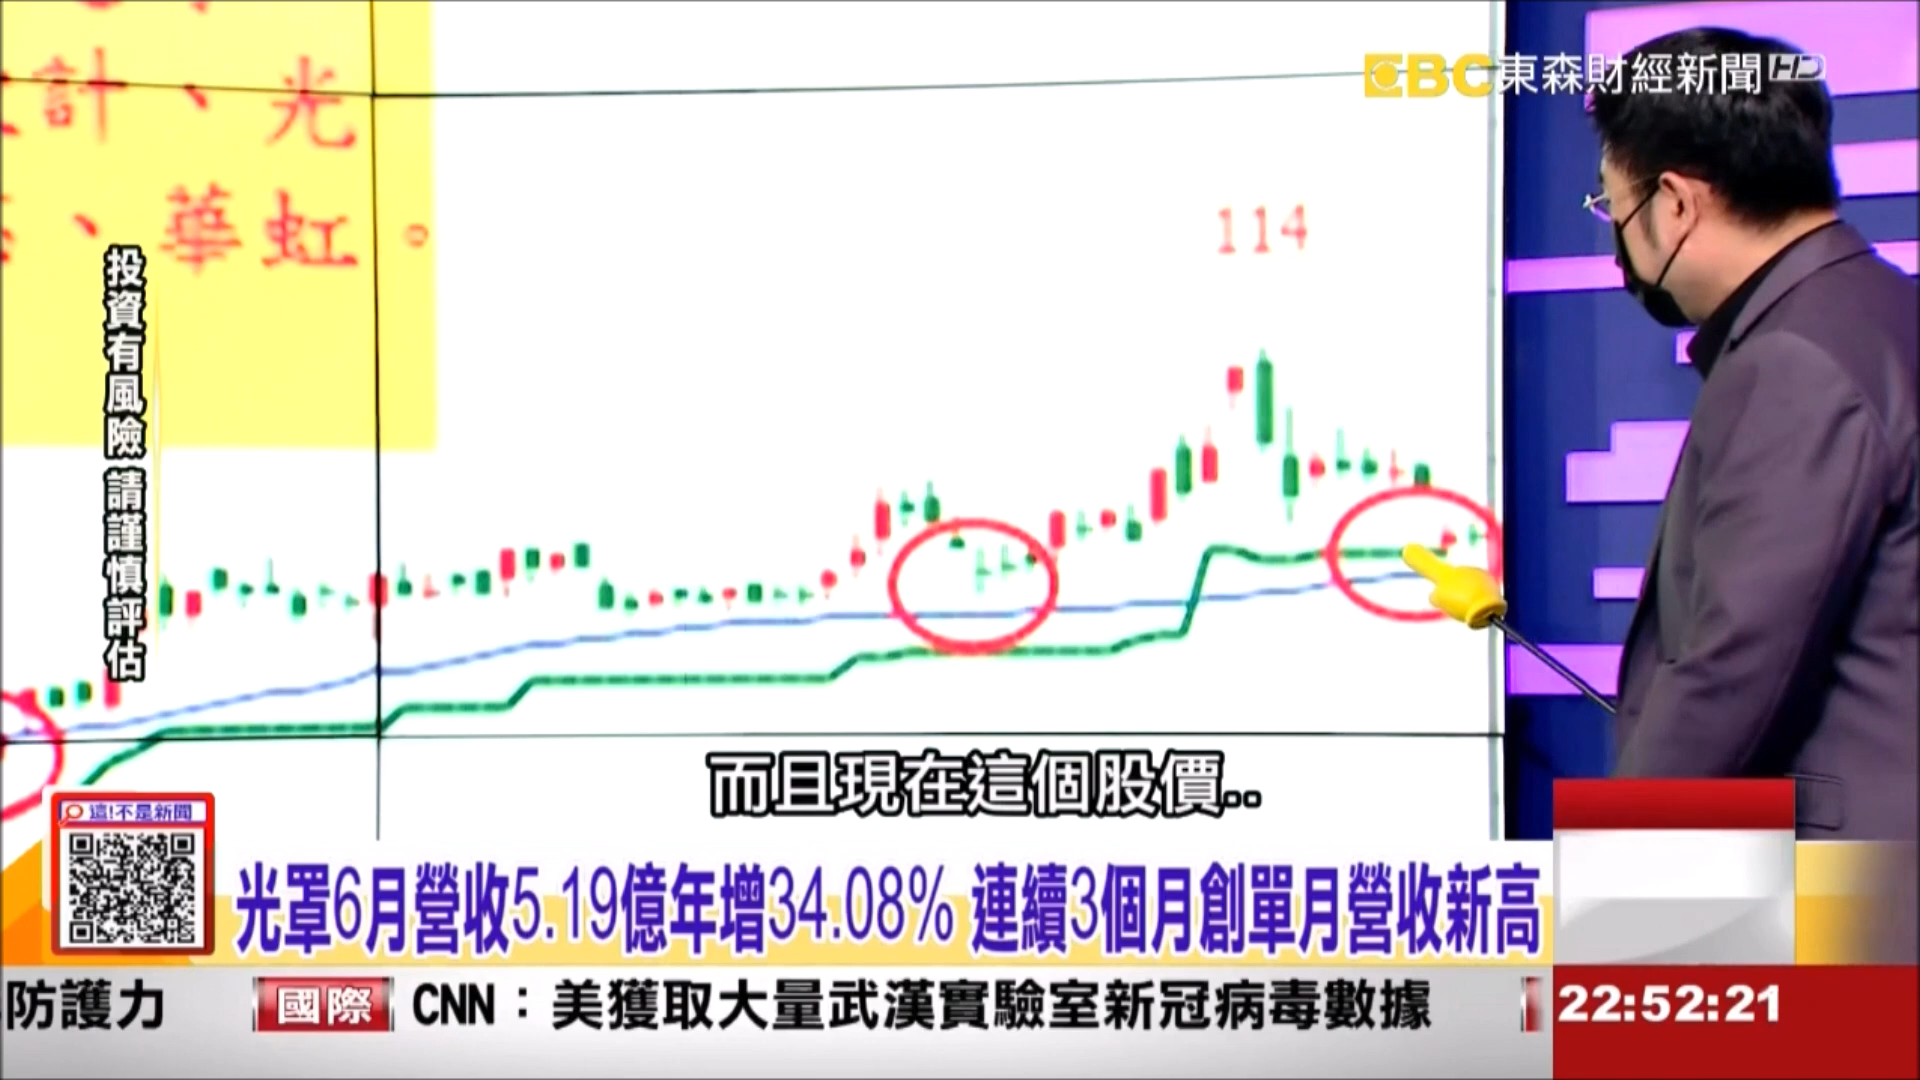 EBC東森財經新聞HD
計、光
、華虹。
114
投資有風險 請謹慎評估
而且現在這個股價..
這!不是新聞
光罩6月營收5.19億年增34.08% 連續3個月創單月營收新高
防護力 國際 CNN：美獲取大量武漢實驗室新冠病毒數據
22:52:21